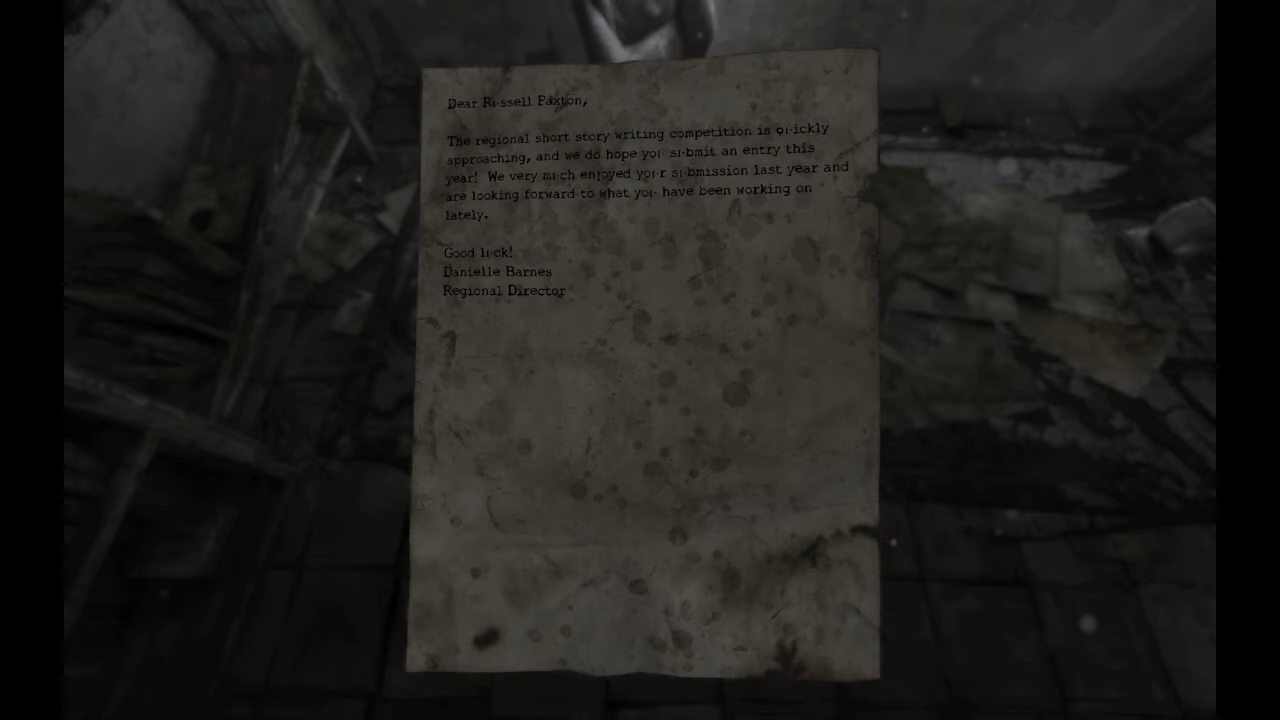 Dear Russell Paxton,
The regional short story writing competition is quickly
approaching, and we do hope you submit an entry this
year! We very much enjoyed your submission last year and
are looking forward to what you have been working on
lately.
Good luck!
Danielle Barnes
Regional Director